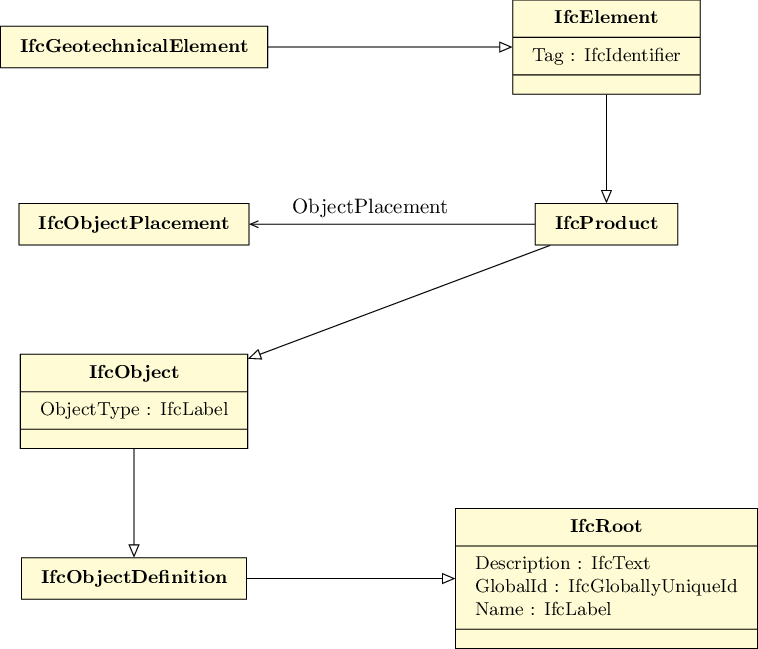 IfcGeotechnicalElement
IfcElement
Tag : IfcIdentifier
ObjectPlacement
IfcObjectPlacement
IfcProduct
IfcObject
ObjectType : IfcLabel
IfcRoot
Description : IfcText
GlobalId : IfcGloballyUniqueId
Name : IfcLabel
IfcObjectDefinition